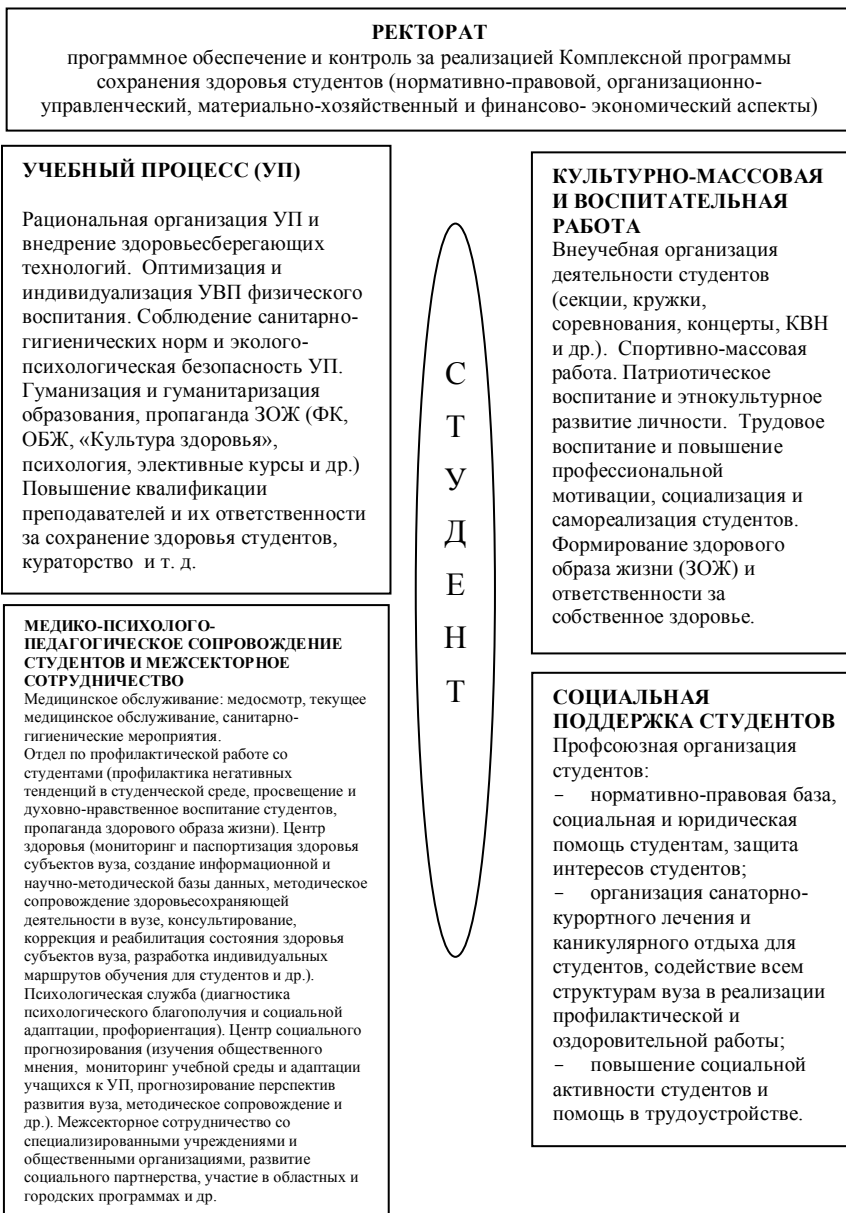 РЕКТОРАТ
программное обеспечение и контроль за реализацией Комплексной программы
сохранения здоровья студентов (нормативно-правовой, организационно-
управленческий, материально-хозяйственный и финансово- экономический аспекты)
УЧЕБНЫЙ ПРОЦЕСС (УП)
Рациональная организация УП и
внедрение здоровьесберегающих
технологий. Оптимизация и
индивидуализация УВП физического
воспитания. Соблюдение санитарно-
гигиенических норм и эколого-
психологическая безопасность УП.
Гуманизация и гуманитаризация
образования, пропаганда ЗОЖ (ФК,
ОБЖ, «Культура здоровья»,
психология, элективные курсы и др.)
Повышение квалификации
преподавателей и их ответственности
за сохранение здоровья студентов,
кураторство и т. д.
МЕДИКО-ПСИХОЛОГО-
ПЕДАГОГИЧЕСКОЕ СОПРОВОЖДЕНИЕ
СТУДЕНТОВ И МЕЖСЕКТОРНОЕ
СОТРУДНИЧЕСТВО
Медицинское обслуживание: медосмотр, текущее
медицинское обслуживание, санитарно-
гигиенические мероприятия.
Отдел по профилактической работе со
студентами (профилактика негативных
тенденций в студенческой среде, просвещение и
духовно-нравственное воспитание студентов,
пропаганда здорового образа жизни). Центр
здоровья (мониторинг и паспортизация здоровья
субъектов вуза, создание информационной и
научно-методической базы данных, методическое
сопровождение здоровьесохраняющей
деятельности в вузе, консультирование,
коррекция и реабилитация состояния здоровья
субъектов вуза, разработка индивидуальных
маршрутов обучения для студентов и др.).
Психологическая служба (диагностика
психологического благополучия и социальной
адаптации, профориентация). Центр социального
прогнозирования (изучения общественного
мнения, мониторинг учебной среды и адаптации
учащихся к УП, прогнозирование перспектив
развития вуза, методическое сопровождение и
др.). Межсекторное сотрудничество со
специализированными учреждениями и
общественными организациями, развитие
социального партнерства, участие в областных и
городских программах и др.
С
Т
У
Д
Е
Н
Т
КУЛЬТУРНО-МАССОВАЯ
И ВОСПИТАТЕЛЬНАЯ
РАБОТА
Внеучебная организация
деятельности студентов
(секции, кружки,
соревнования, концерты, КВН
и др.). Спортивно-массовая
работа. Патриотическое
воспитание и этнокультурное
развитие личности. Трудовое
воспитание и повышение
профессиональной
мотивации, социализация и
самореализация студентов.
Формирование здорового
образа жизни (ЗОЖ) и
ответственности за
собственное здоровье.
СОЦИАЛЬНАЯ
ПОДДЕРЖКА СТУДЕНТОВ
Профсоюзная организация
студентов:
– нормативно-правовая база,
социальная и юридическая
помощь студентам, защита
интересов студентов;
– организация санаторно-
курортного лечения и
каникулярного отдыха для
студентов, содействие всем
структурам вуза в реализации
профилактической и
оздоровительной работы;
– повышение социальной
активности студентов и
помощь в трудоустройстве.